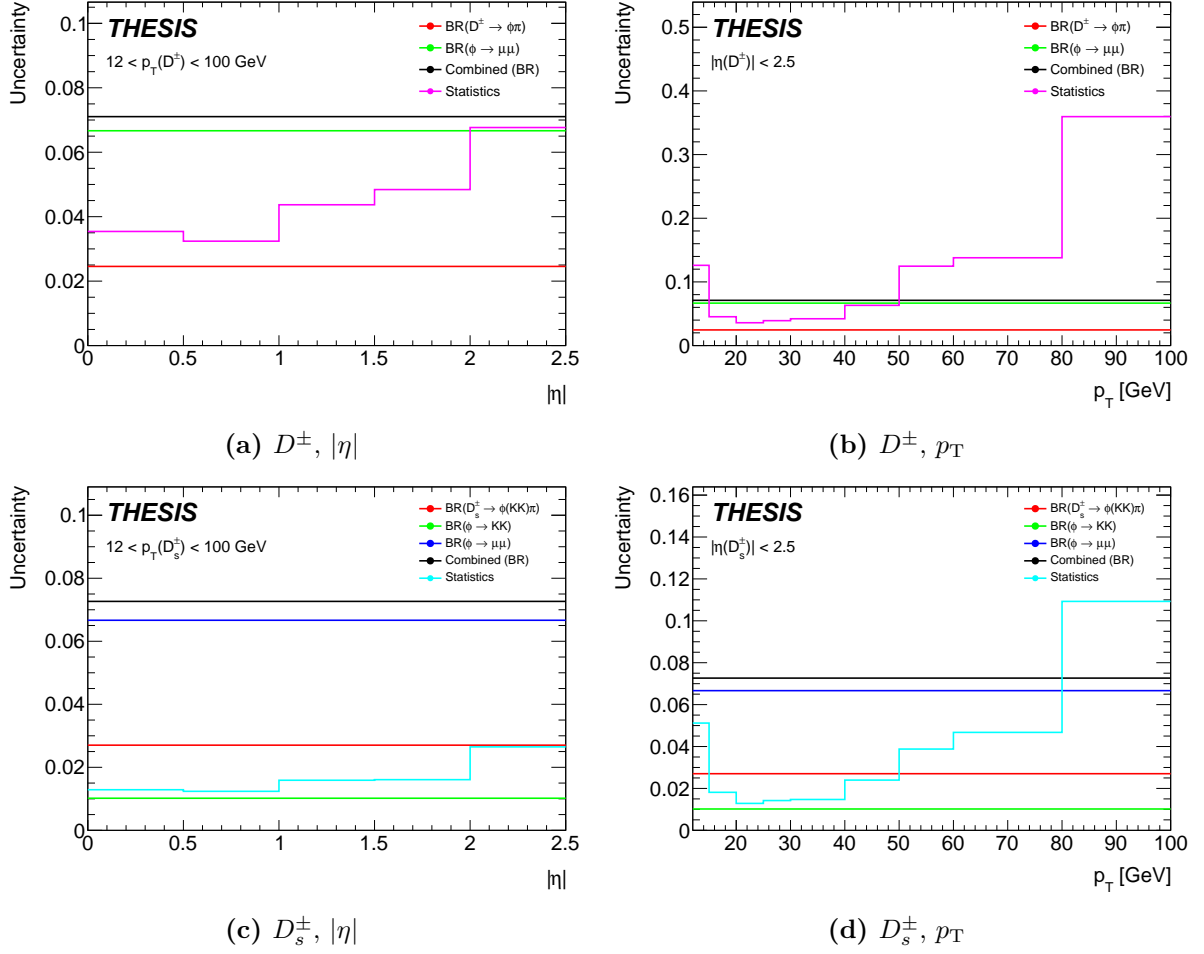 Uncertainty
0.1
0.08
0.06
0.04
0.02
0
THESIS
12 < p_T(D^±) < 100 GeV
BR(D^± → φπ)
BR(φ → μμ)
Combined (BR)
Statistics
0 0.5 1 1.5 2 2.5
|η|
(a) D^±, |η|
Uncertainty
0.5
0.4
0.3
0.2
0.1
0
THESIS
|η(D^±)| < 2.5
BR(D^± → φπ)
BR(φ → μμ)
Combined (BR)
Statistics
20 30 40 50 60 70 80 90 100
p_T [GeV]
(b) D^±, p_T
Uncertainty
0.1
0.08
0.06
0.04
0.02
0
THESIS
12 < p_T(D_s^±) < 100 GeV
BR(D_s^± → φ(KK)π)
BR(φ → KK)
BR(φ → μμ)
Combined (BR)
Statistics
0 0.5 1 1.5 2 2.5
|η|
(c) D_s^±, |η|
Uncertainty
0.16
0.14
0.12
0.1
0.08
0.06
0.04
0.02
0
THESIS
|η(D_s^±)| < 2.5
BR(D_s^± → φ(KK)π)
BR(φ → KK)
BR(φ → μμ)
Combined (BR)
Statistics
20 30 40 50 60 70 80 90 100
p_T [GeV]
(d) D_s^±, p_T